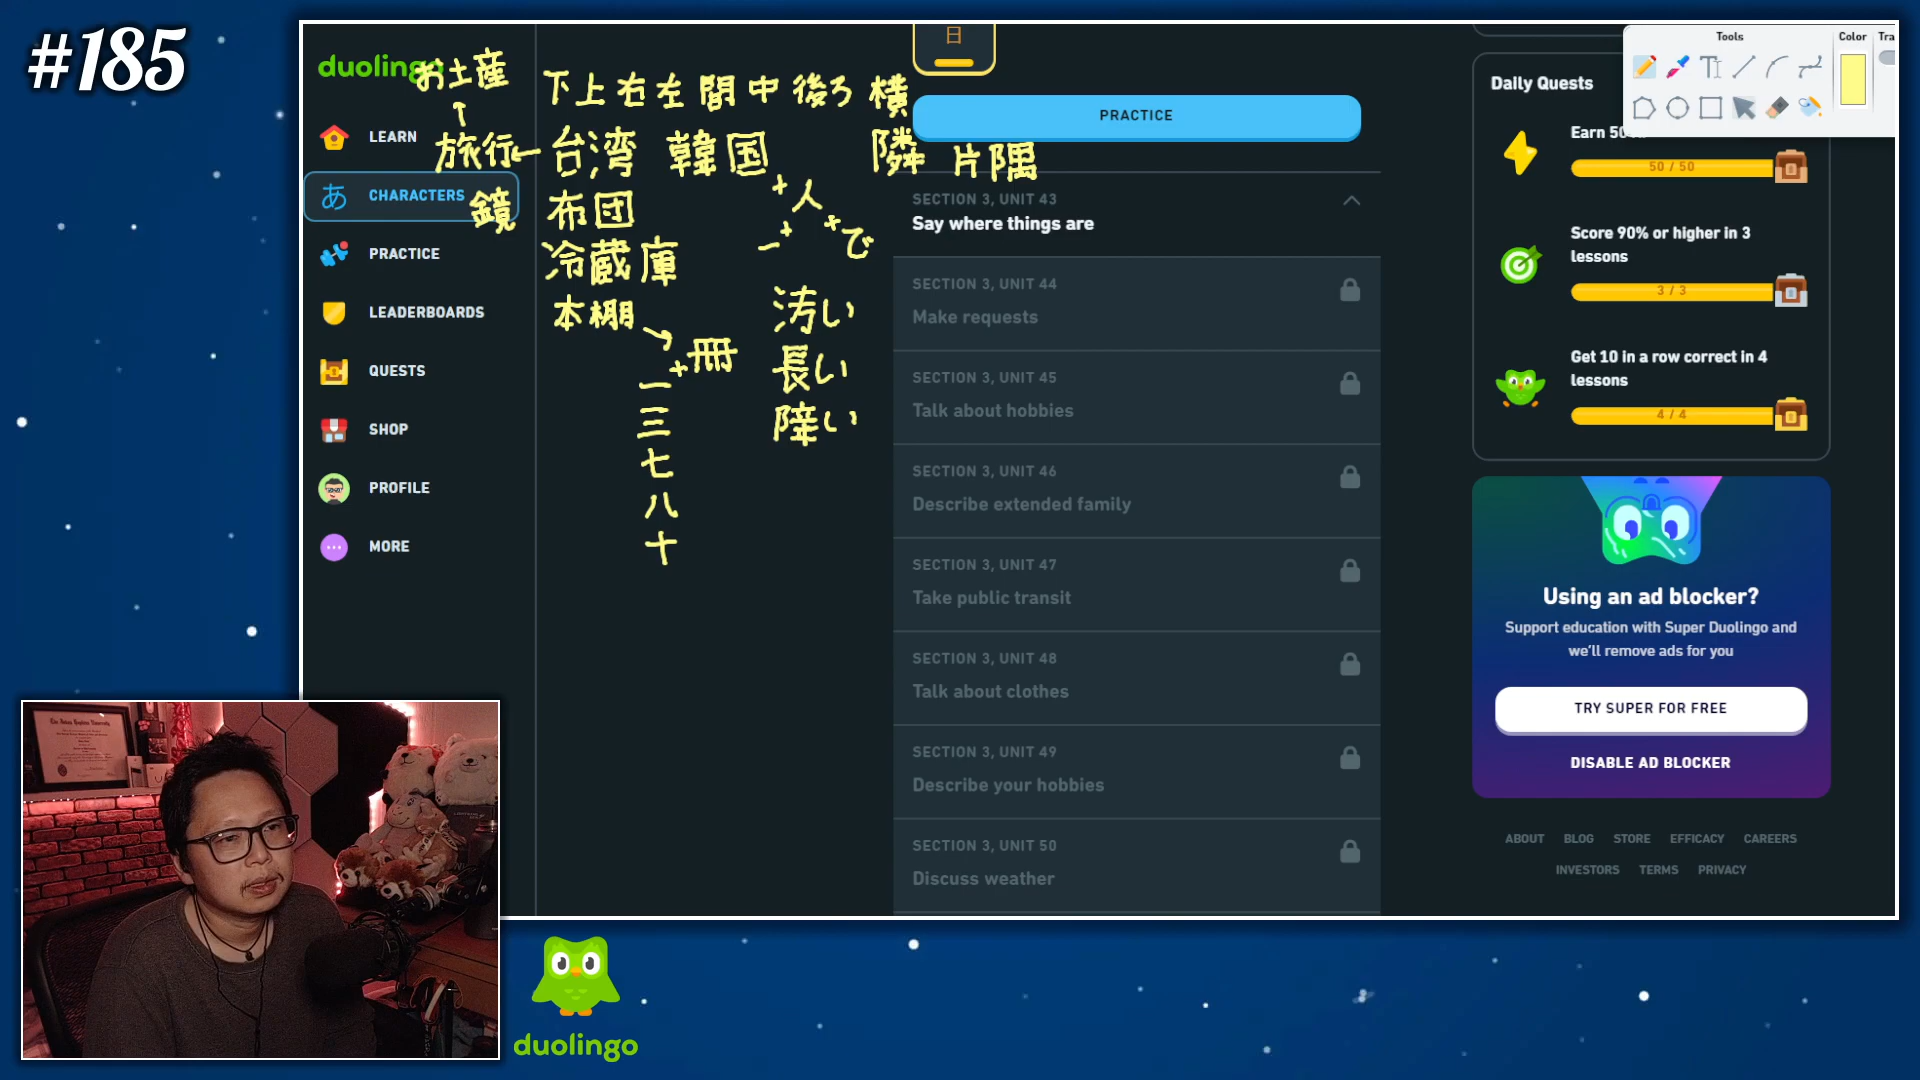 #185
duolingo
お土産
下上右左間中後ろ横
旅行←台湾 韓国
隣 片隅
鏡
布団
+人
一+
+で
冷蔵庫
本棚
+冊
一
三
七
八
十
汚い
長い
LEARN
あ CHARACTERS
PRACTICE
LEADERBOARDS
QUESTS
SHOP
PROFILE
MORE
日
PRACTICE
SECTION 3, UNIT 43
Say where things are
SECTION 3, UNIT 44
Make requests
SECTION 3, UNIT 45
Talk about hobbies
SECTION 3, UNIT 46
Describe extended family
SECTION 3, UNIT 47
Take public transit
SECTION 3, UNIT 48
Talk about clothes
SECTION 3, UNIT 49
Describe your hobbies
SECTION 3, UNIT 50
Discuss weather
Tools
Color
Tra
Daily Quests
Earn 50
50 / 50
Score 90% or higher in 3
lessons
3 / 3
Get 10 in a row correct in 4
lessons
4 / 4
Using an ad blocker?
Support education with Super Duolingo and
we'll remove ads for you
TRY SUPER FOR FREE
DISABLE AD BLOCKER
ABOUT BLOG STORE EFFICACY CAREERS
INVESTORS TERMS PRIVACY
duolingo